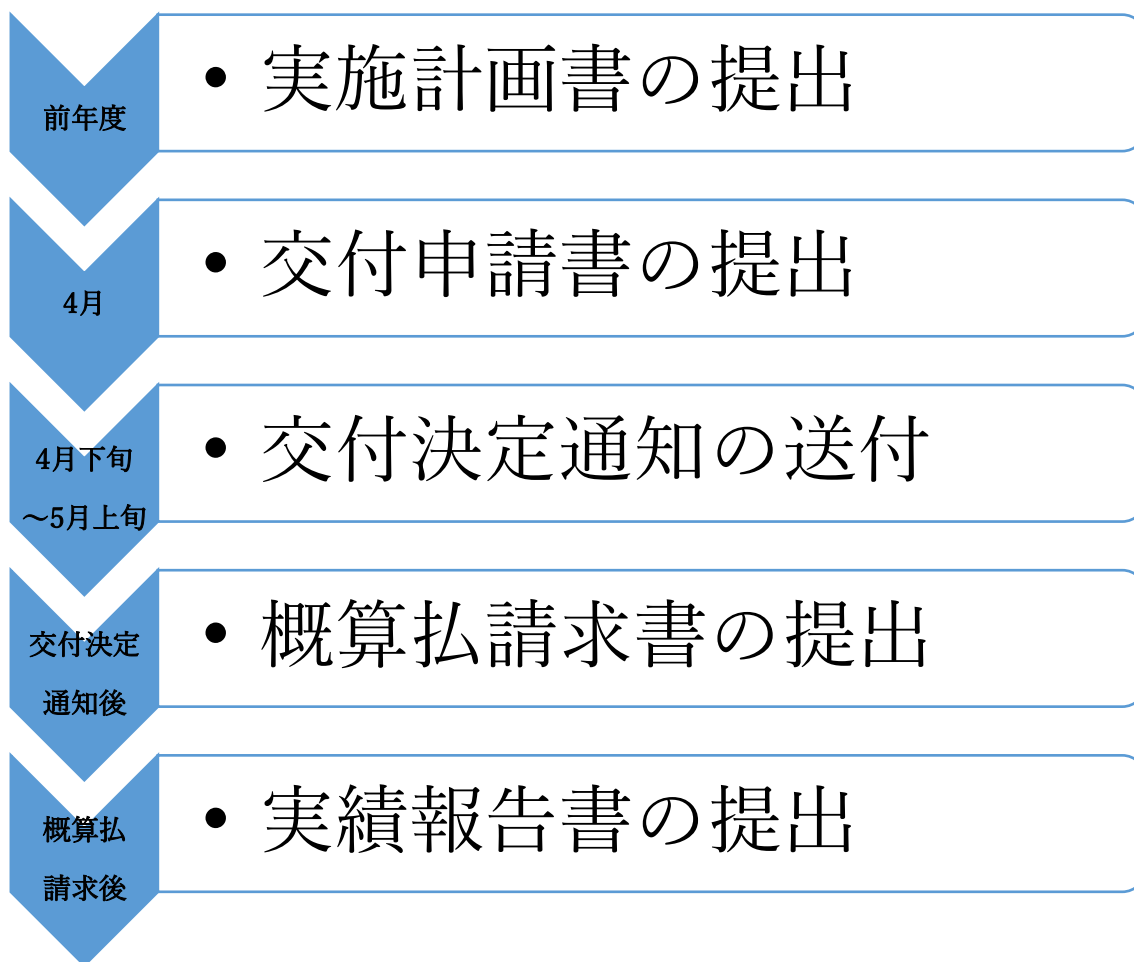 前年度
• 実施計画書の提出
4月
• 交付申請書の提出
4月下旬
～5月上旬
• 交付決定通知の送付
交付決定
通知後
• 概算払請求書の提出
概算払
請求後
• 実績報告書の提出